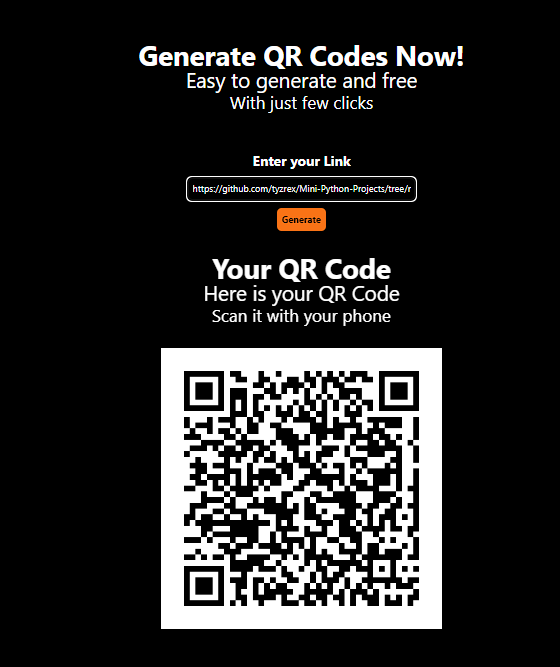 Generate QR Codes Now!
Easy to generate and free
With just few clicks
Enter your Link
https://github.com/tyzrex/Mini-Python-Projects/tree/r
Generate
Your QR Code
Here is your QR Code
Scan it with your phone